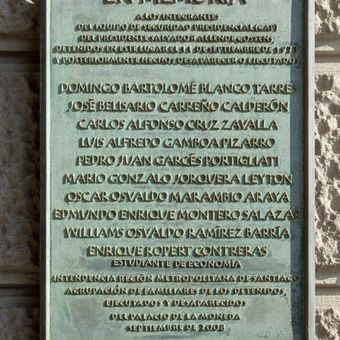 EN MEMORIA
A LOS INTEGRANTES
DEL EQUIPO DE SEGURIDAD PRESIDENCIAL (GAP)
DEL PRESIDENTE SALVADOR ALLENDE GOSSENS,
DETENIDOS EN ESTE LUGAR EL 11 DE SEPTIEMBRE DE 1973
Y POSTERIORMENTE HECHOS DESAPARECER Y EJECUTADO
DOMINGO BARTOLOMÉ BLANCO TARRES
JOSÉ BELISARIO CARREÑO CALDERÓN
CARLOS ALFONSO CRUZ ZAVALLA
LUIS ALFREDO GAMBOA PIZARRO
PEDRO JUAN GARCÉS PORTIGLIATI
MARIO GONZALO JORQUERA LEYTON
OSCAR OSVALDO MARAMBIO ARAYA
EDMUNDO ENRIQUE MONTERO SALAZAR
WILLIAMS OSVALDO RAMÍREZ BARRÍA
ENRIQUE ROPERT CONTRERAS
ESTUDIANTE DE ECONOMÍA
INTENDENCIA REGIÓN METROPOLITANA DE SANTIAGO
AGRUPACIÓN DE FAMILIARES DE LOS DETENIDOS,
EJECUTADOS Y DESAPARECIDOS
DEL PALACIO DE LA MONEDA
SEPTIEMBRE DE 2008